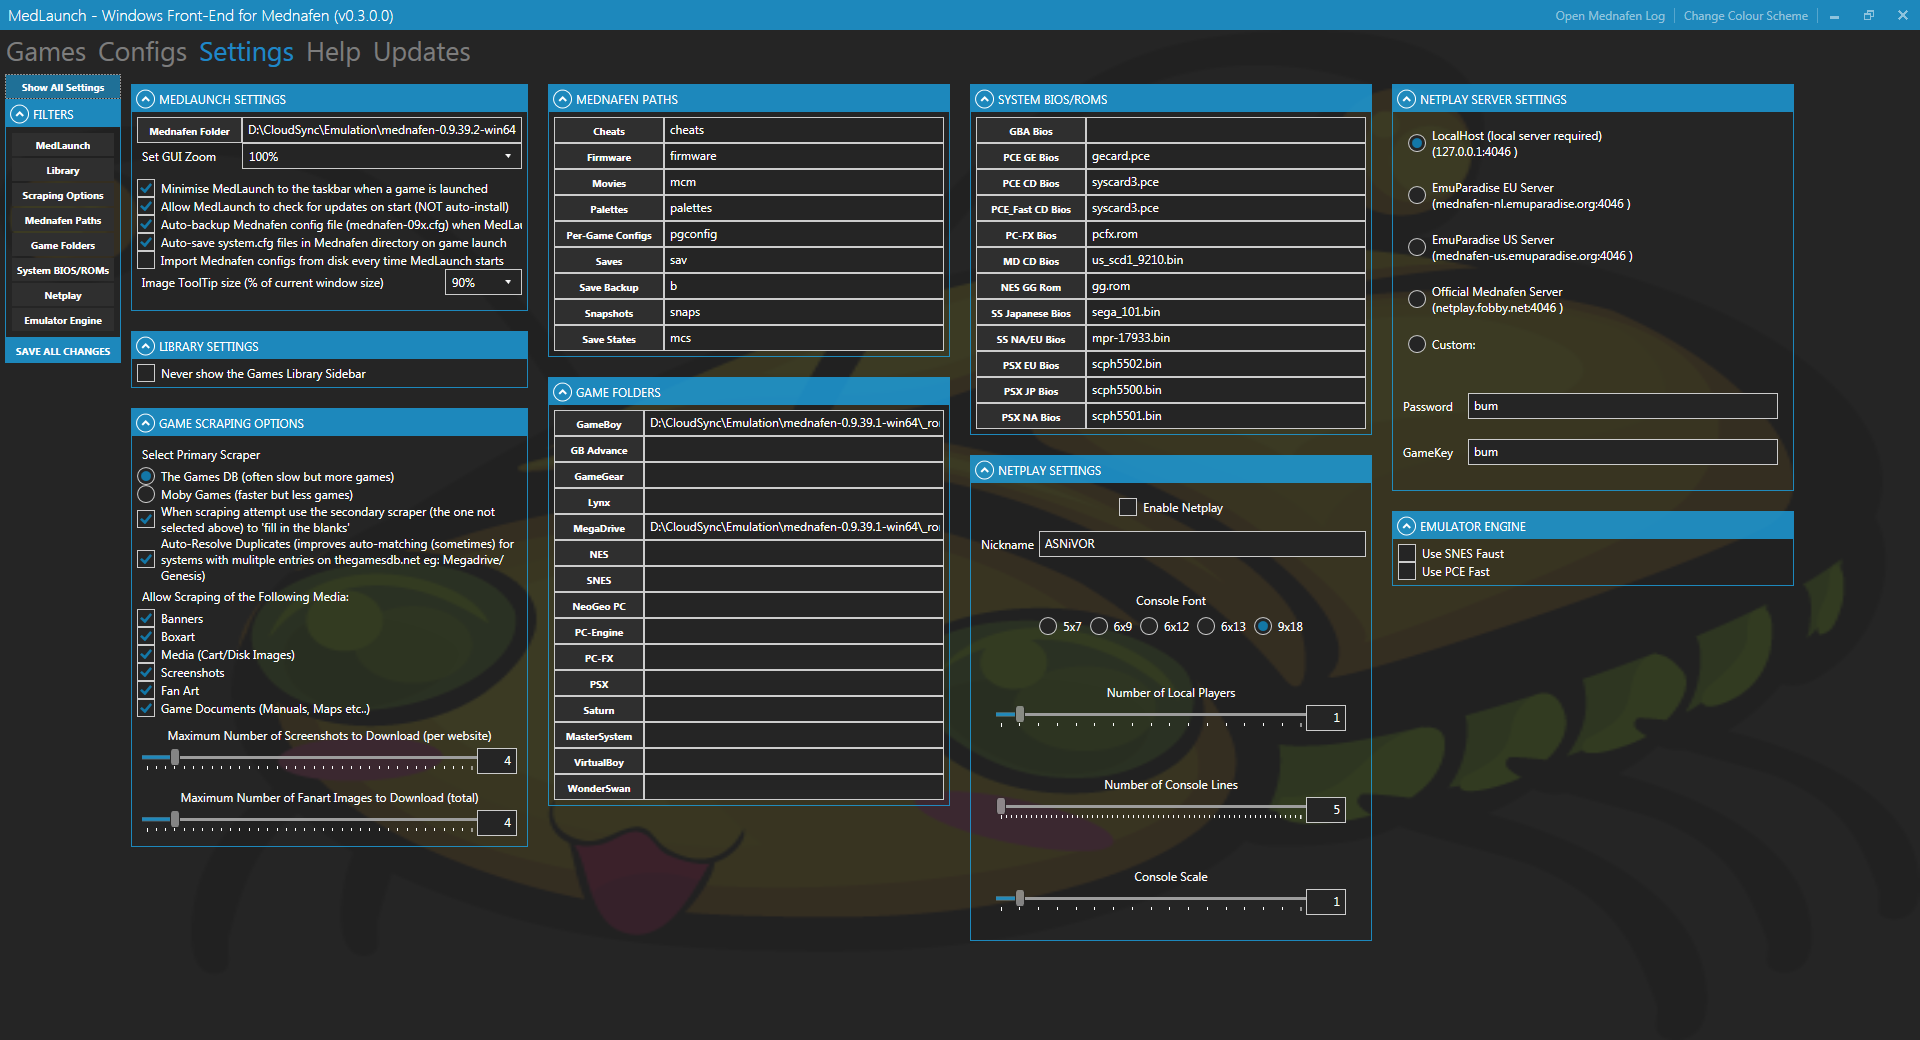 MedLaunch - Windows Front-End for Mednafen (v0.3.0.0)
Open Mednafen Log
Change Colour Scheme
Games Configs Settings Help Updates
Show All Settings
FILTERS
MedLaunch
Library
Scraping Options
Mednafen Paths
Game Folders
System BIOS/ROMs
Netplay
Emulator Engine
SAVE ALL CHANGES
MEDLAUNCH SETTINGS
Mednafen Folder D:\CloudSync\Emulation\mednafen-0.9.39.2-win64
Set GUI Zoom 100%
Minimise MedLaunch to the taskbar when a game is launched
Allow MedLaunch to check for updates on start (NOT auto-install)
Auto-backup Mednafen config file (mednafen-09x.cfg) when MedLau
Auto-save system.cfg files in Mednafen directory on game launch
Import Mednafen configs from disk every time MedLaunch starts
Image ToolTip size (% of current window size) 90%
LIBRARY SETTINGS
Never show the Games Library Sidebar
GAME SCRAPING OPTIONS
Select Primary Scraper
The Games DB (often slow but more games)
Moby Games (faster but less games)
When scraping attempt use the secondary scraper (the one not
selected above) to 'fill in the blanks'
Auto-Resolve Duplicates (improves auto-matching (sometimes) for
systems with mulitple entries on thegamesdb.net eg: Megadrive/
Genesis)
Allow Scraping of the Following Media:
Banners
Boxart
Media (Cart/Disk Images)
Screenshots
Fan Art
Game Documents (Manuals, Maps etc..)
Maximum Number of Screenshots to Download (per website)
4
Maximum Number of Fanart Images to Download (total)
4
MEDNAFEN PATHS
Cheats cheats
Firmware firmware
Movies mcm
Palettes palettes
Per-Game Configs pgconfig
Saves sav
Save Backup b
Snapshots snaps
Save States mcs
GAME FOLDERS
GameBoy D:\CloudSync\Emulation\mednafen-0.9.39.1-win64\_ro
GB Advance
GameGear
Lynx
MegaDrive D:\CloudSync\Emulation\mednafen-0.9.39.1-win64\_ro
NES
SNES
NeoGeo PC
PC-Engine
PC-FX
PSX
Saturn
MasterSystem
VirtualBoy
WonderSwan
SYSTEM BIOS/ROMS
GBA Bios
PCE GE Bios gecard.pce
PCE CD Bios syscard3.pce
PCE_Fast CD Bios syscard3.pce
PC-FX Bios pcfx.rom
MD CD Bios us_scd1_9210.bin
NES GG Rom gg.rom
SS Japanese Bios sega_101.bin
SS NA/EU Bios mpr-17933.bin
PSX EU Bios scph5502.bin
PSX JP Bios scph5500.bin
PSX NA Bios scph5501.bin
NETPLAY SETTINGS
Enable Netplay
Nickname ASNiVOR
Console Font
5x7 6x9 6x12 6x13 9x18
Number of Local Players
1
Number of Console Lines
5
Console Scale
1
NETPLAY SERVER SETTINGS
LocalHost (local server required)
(127.0.0.1:4046 )
EmuParadise EU Server
(mednafen-nl.emuparadise.org:4046 )
EmuParadise US Server
(mednafen-us.emuparadise.org:4046 )
Official Mednafen Server
(netplay.fobby.net:4046 )
Custom:
Password bum
GameKey bum
EMULATOR ENGINE
Use SNES Faust
Use PCE Fast